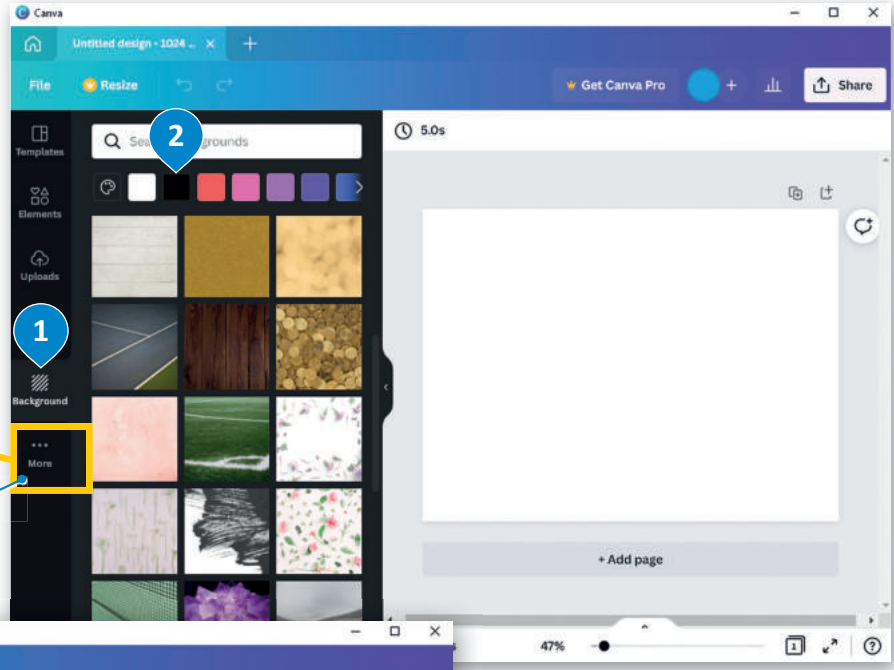 Canva
Untitled design - 1024 ...
File
Resize
Get Canva Pro
Share
Templates
2
5.0s
Elements
Uploads
1
Background
More
+ Add page
47%
1